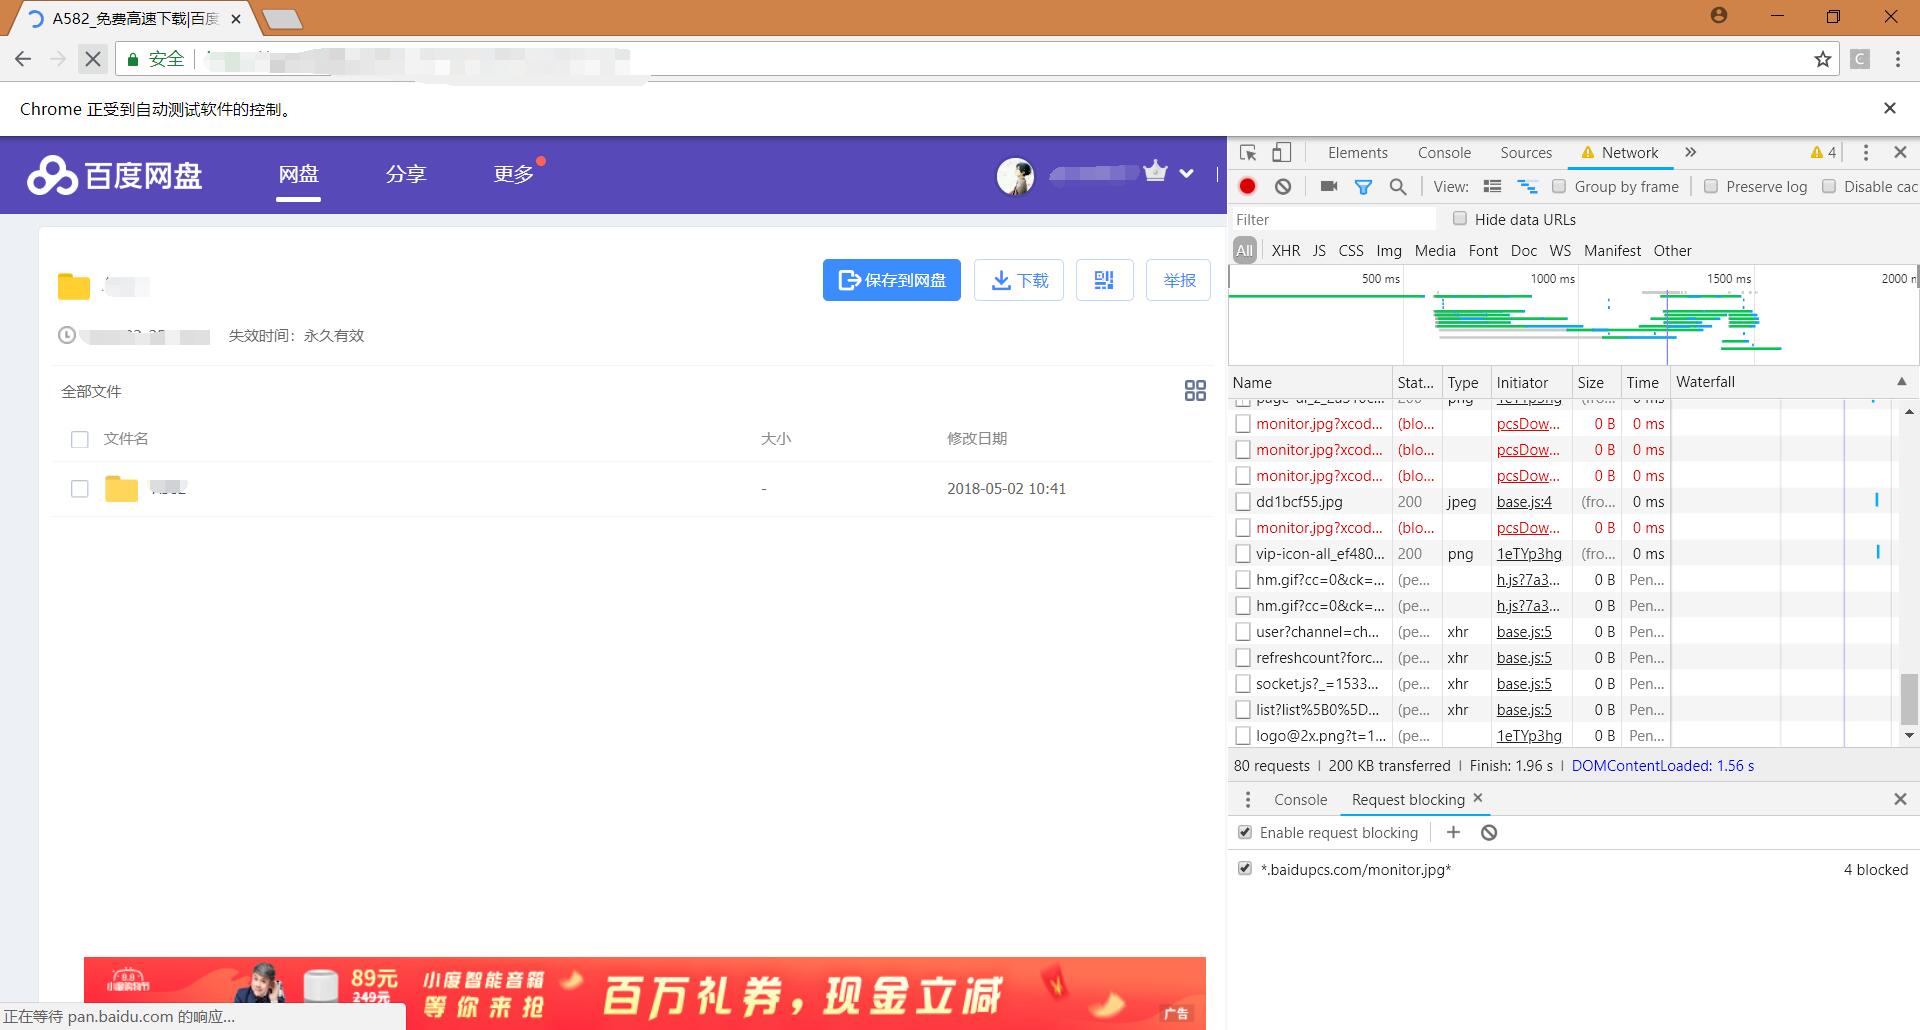 A582_免费高速下载|百度
安全
Chrome 正受到自动测试软件的控制。
百度网盘
网盘
分享
更多
保存到网盘
下载
举报
失效时间：永久有效
全部文件
文件名
大小
修改日期
-
2018-05-02 10:41
89元
249元
小度智能音箱
等你来抢
百万礼券，现金立减
广告
正在等待 pan.baidu.com 的响应...
Elements
Console
Sources
Network
4
View:
Group by frame
Preserve log
Disable cac
Filter
Hide data URLs
All
XHR
JS
CSS
Img
Media
Font
Doc
WS
Manifest
Other
500 ms
1000 ms
1500 ms
2000 n
Name Stat... Type Initiator Size Time Waterfall
monitor.jpg?xcod... (blo... pcsDow... 0 B 0 ms
monitor.jpg?xcod... (blo... pcsDow... 0 B 0 ms
monitor.jpg?xcod... (blo... pcsDow... 0 B 0 ms
dd1bcf55.jpg 200 jpeg base.js:4 (fro... 0 ms
monitor.jpg?xcod... (blo... pcsDow... 0 B 0 ms
vip-icon-all_ef480... 200 png 1eTYp3hg (fro... 0 ms
hm.gif?cc=0&ck=... (pe... h.js?7a3... 0 B Pen...
hm.gif?cc=0&ck=... (pe... h.js?7a3... 0 B Pen...
user?channel=ch... (pe... xhr base.js:5 0 B Pen...
refreshcount?forc... (pe... xhr base.js:5 0 B Pen...
socket.js?_=1533... (pe... xhr base.js:5 0 B Pen...
list?list%5B0%5D... (pe... xhr base.js:5 0 B Pen...
logo@2x.png?t=1... (pe... 1eTYp3hg 0 B Pen...
80 requests | 200 KB transferred | Finish: 1.96 s | DOMContentLoaded: 1.56 s
Console
Request blocking
Enable request blocking
*.baidupcs.com/monitor.jpg*
4 blocked